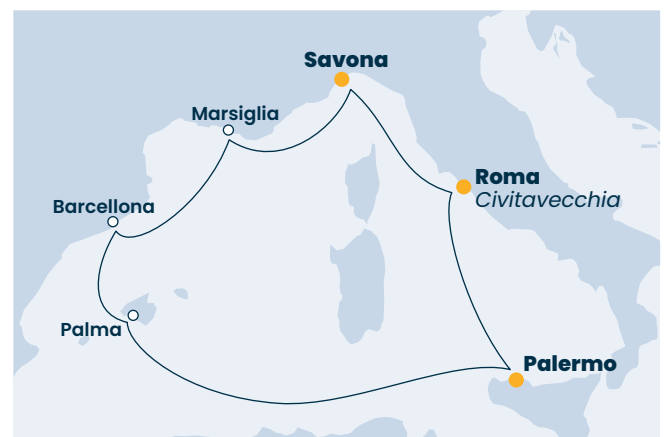 Savona
Marsiglia
Roma
Civitavecchia
Barcellona
Palma
Palermo